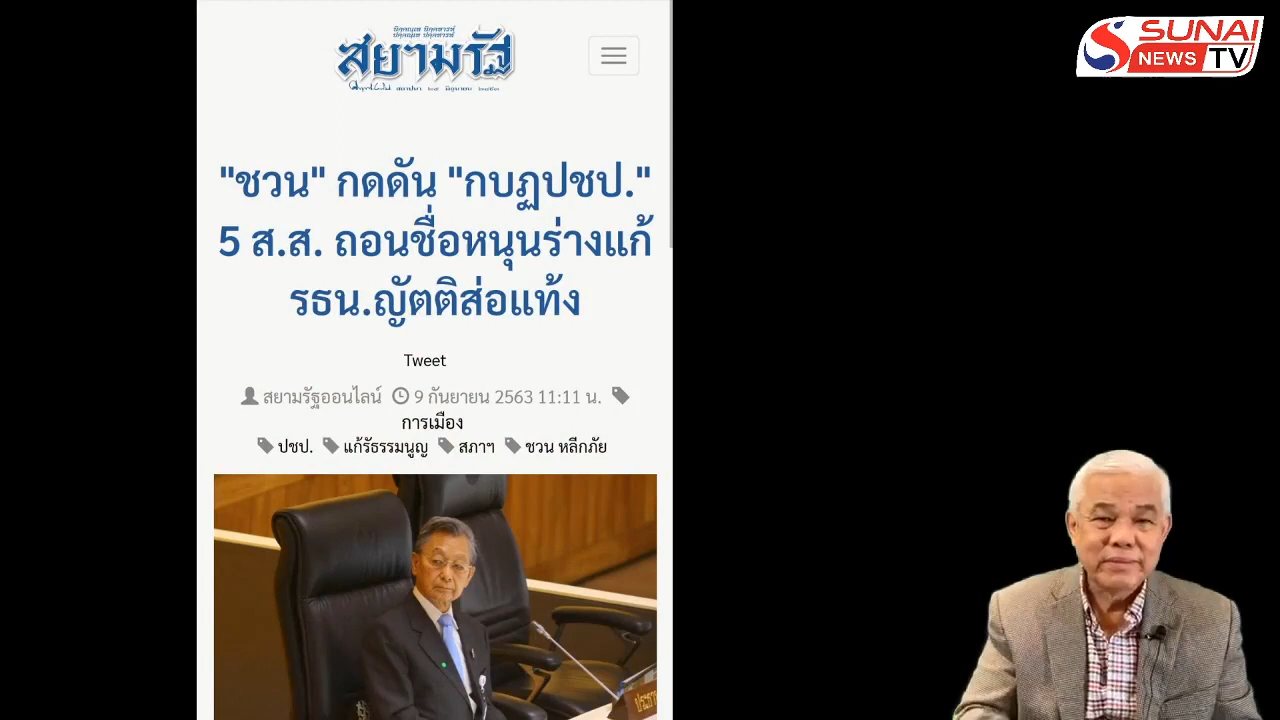 SUNAI
NEWS TV
สยามรัฐ
"ชวน" กดดัน "กบฏปชป."
5 ส.ส. ถอนชื่อหนุนร่างแก้
รธน.ญัตติส่อแท้ง
Tweet
สยามรัฐออนไลน์ 9 กันยายน 2563 11:11 น.
การเมือง
ปชป. แก้รัธรรมนูญ สภาฯ ชวน หลีกภัย